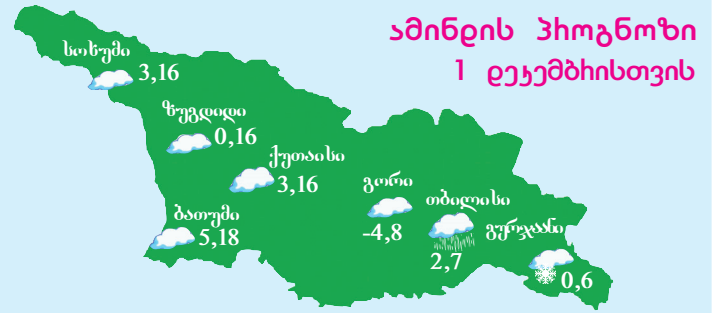 ამინდის პროგნოზი
1 დეკემბრისთვის
სოხუმი
3,16
ზუგდიდი
0,16
ქუთაისი
3,16
გორი
-4,8
თბილისი
2,7
გურჯაანი
0,6
ბათუმი
5,18